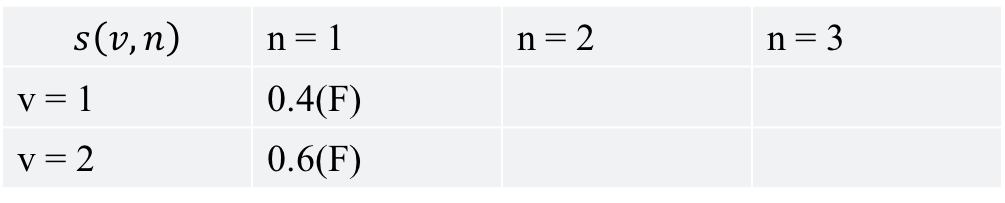 𝑠(𝑣,𝑛) n = 1 n = 2 n = 3
v = 1 0.4(F)
v = 2 0.6(F)